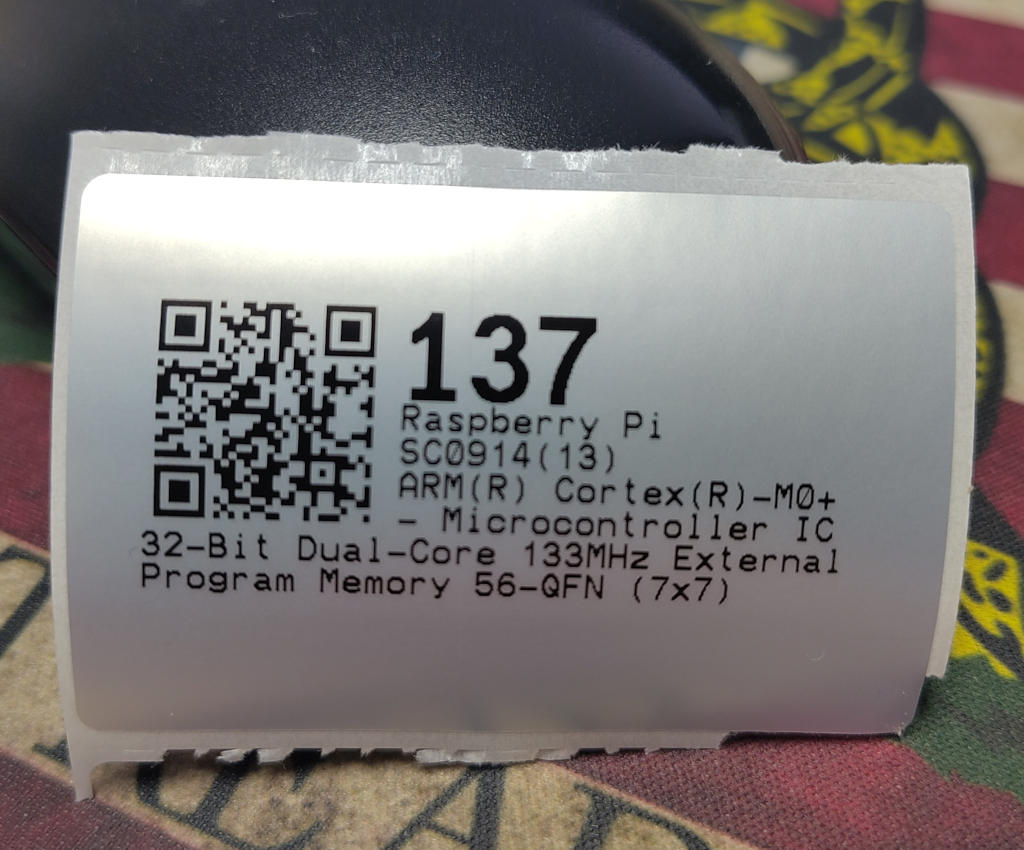 137
Raspberry Pi
SC0914(13)
ARM(R) Cortex(R)-M0+
- Microcontroller IC
32-Bit Dual-Core 133MHz External
Program Memory 56-QFN (7x7)